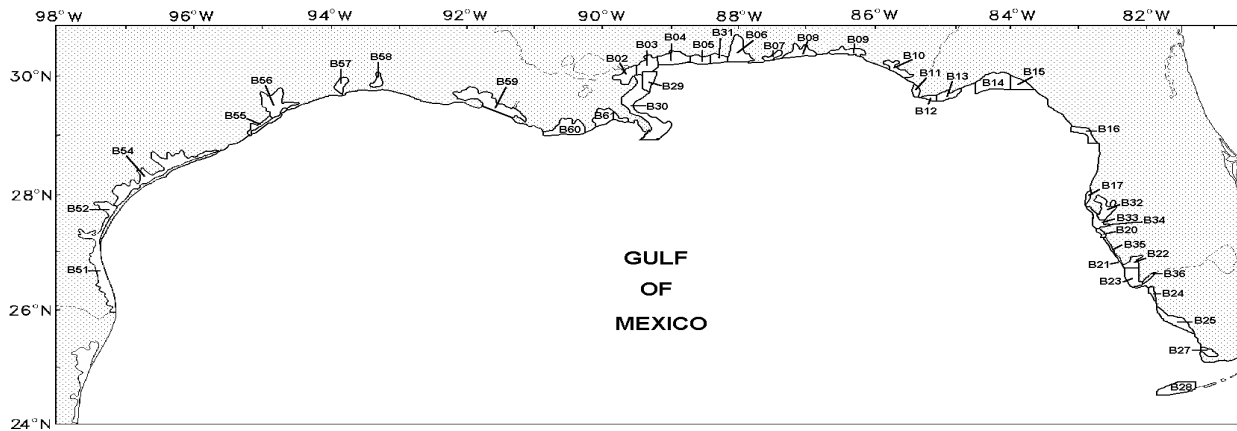 98°W 96°W 94°W 92°W 90°W 88°W 86°W 84°W 82°W
B31
B03 B04 B06 B08 B09
B57 B58 B02 B05 B07
30°N B56 B10
B59 B29 B11 B13 B14 B15
B55 B30 B12
B61
B60 B16
B54
28°N B17
B52 B32
B33 B34
B20
B35
GULF B21 B22
B51 B36
OF B23
B24
26°N MEXICO B25
B27
B28
24°N